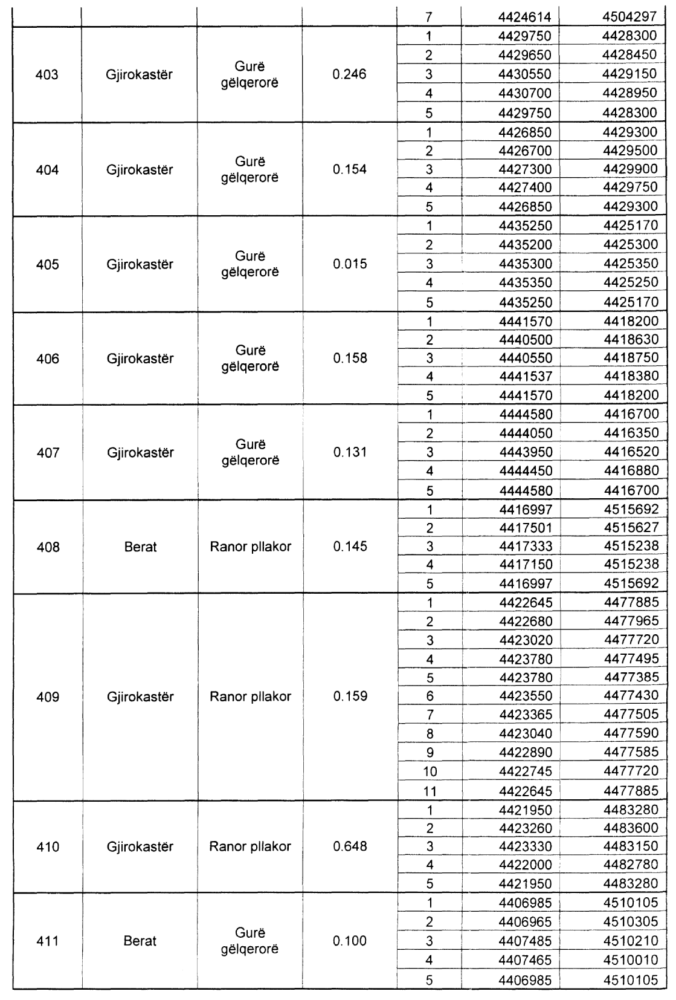 7 4424614 4504297
403 Gjirokastër Gurë gëlqerorë 0.246 1 4429750 4428300
2 4429650 4428450
3 4430550 4429150
4 4430700 4428950
5 4429750 4428300
404 Gjirokastër Gurë gëlqerorë 0.154 1 4426850 4429300
2 4426700 4429500
3 4427300 4429900
4 4427400 4429750
5 4426850 4429300
405 Gjirokastër Gurë gëlqerorë 0.015 1 4435250 4425170
2 4435200 4425300
3 4435300 4425350
4 4435350 4425250
5 4435250 4425170
406 Gjirokastër Gurë gëlqerorë 0.158 1 4441570 4418200
2 4440500 4418630
3 4440550 4418750
4 4441537 4418380
5 4441570 4418200
407 Gjirokastër Gurë gëlqerorë 0.131 1 4444580 4416700
2 4444050 4416350
3 4443950 4416520
4 4444450 4416880
5 4444580 4416700
408 Berat Ranor pllakor 0.145 1 4416997 4515692
2 4417501 4515627
3 4417333 4515238
4 4417150 4515238
5 4416997 4515692
409 Gjirokastër Ranor pllakor 0.159 1 4422645 4477885
2 4422680 4477965
3 4423020 4477720
4 4423780 4477495
5 4423780 4477385
6 4423550 4477430
7 4423365 4477505
8 4423040 4477590
9 4422890 4477585
10 4422745 4477720
11 4422645 4477885
410 Gjirokastër Ranor pllakor 0.648 1 4421950 4483280
2 4423260 4483600
3 4423330 4483150
4 4422000 4482780
5 4421950 4483280
411 Berat Gurë gëlqerorë 0.100 1 4406985 4510105
2 4406965 4510305
3 4407485 4510210
4 4407465 4510010
5 4406985 4510105